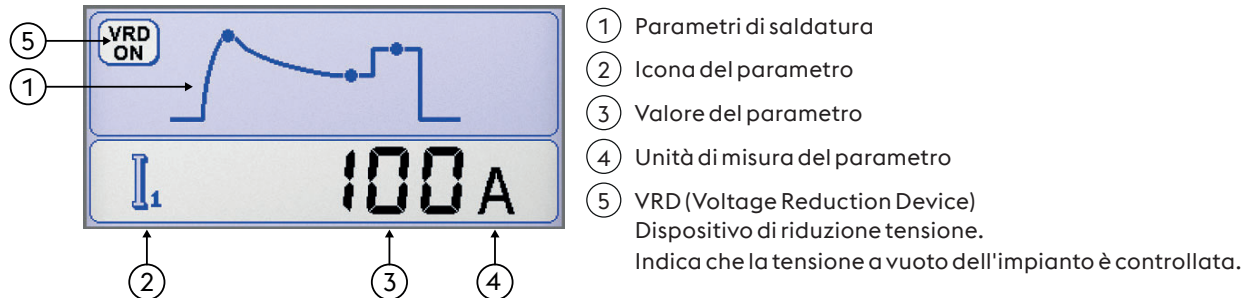 VRD
ON
5
1
I1
100 A
2
3
4
1 Parametri di saldatura
2 Icona del parametro
3 Valore del parametro
4 Unità di misura del parametro
5 VRD (Voltage Reduction Device)
Dispositivo di riduzione tensione.
Indica che la tensione a vuoto dell'impianto è controllata.